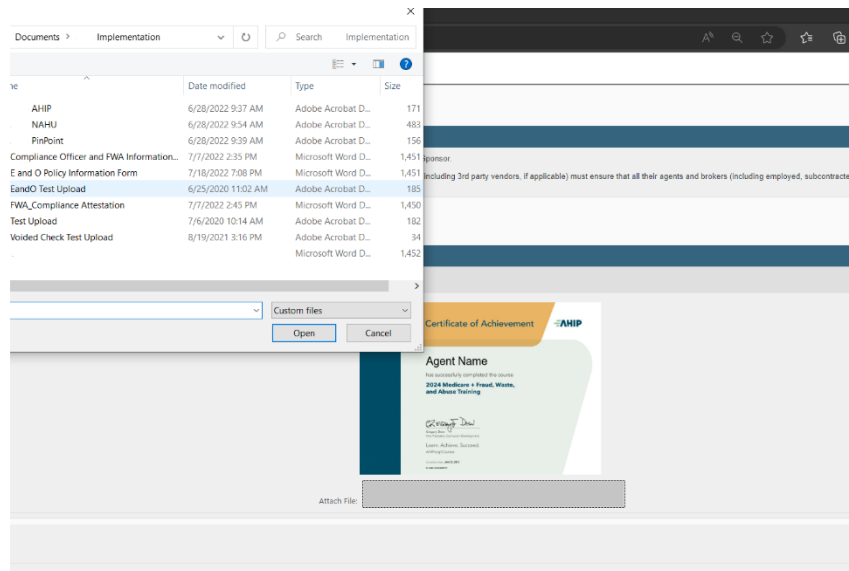 Documents > Implementation
Search Implementation
ne Date modified Type Size
AHIP 6/28/2022 9:37 AM Adobe Acrobat D... 171
NAHU 6/28/2022 9:54 AM Adobe Acrobat D... 483
PinPoint 6/28/2022 9:39 AM Adobe Acrobat D... 156
Compliance Officer and FWA Information... 7/7/2022 2:35 PM Microsoft Word D... 1,451
E and O Policy Information Form 7/18/2022 7:08 PM Microsoft Word D... 1,451
EandO Test Upload 6/25/2020 11:02 AM Adobe Acrobat D... 185
FWA_Compliance Attestation 7/7/2022 2:45 PM Microsoft Word D... 1,450
Test Upload 7/6/2020 10:14 AM Adobe Acrobat D... 182
Voided Check Test Upload 8/19/2021 3:16 PM Adobe Acrobat D... 34
Microsoft Word D... 1,452
Custom files
Open Cancel
ponsor.
including 3rd party vendors, if applicable) must ensure that all their agents and brokers (including employed, subcontracte
Certificate of Achievement AHIP
Agent Name
has successfully completed the course
2024 Medicare + Fraud, Waste,
and Abuse Training
Learn. Achieve. Succeed.
Attach File: